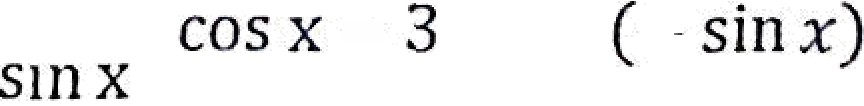 cos x 3 ( - sin x)
sin x